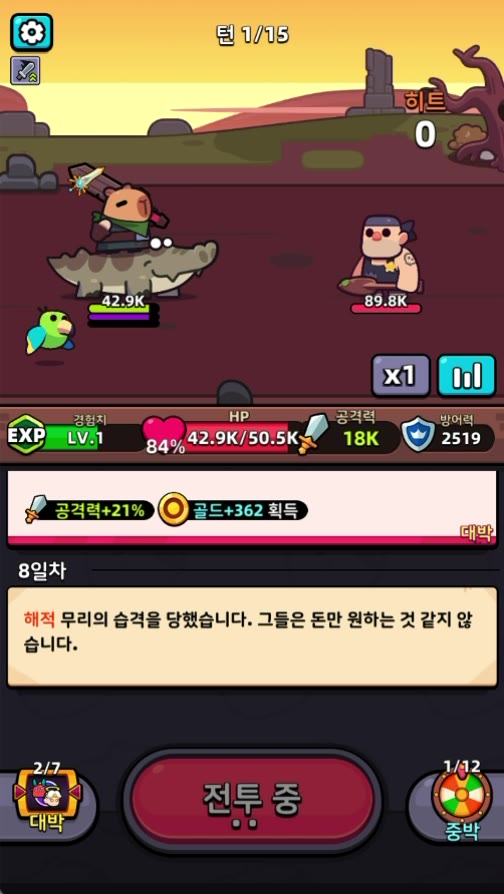 턴 1/15
히트
0
42.9K
89.8K
x1
EXP
경험치
LV.1
84%
HP
42.9K/50.5K
공격력
18K
방어력
2519
공격력+21%
골드+362 획득
대박
8일차
해적 무리의 습격을 당했습니다. 그들은 돈만 원하는 것 같지 않
습니다.
2/7
대박
전투 중
..
1/12
중박